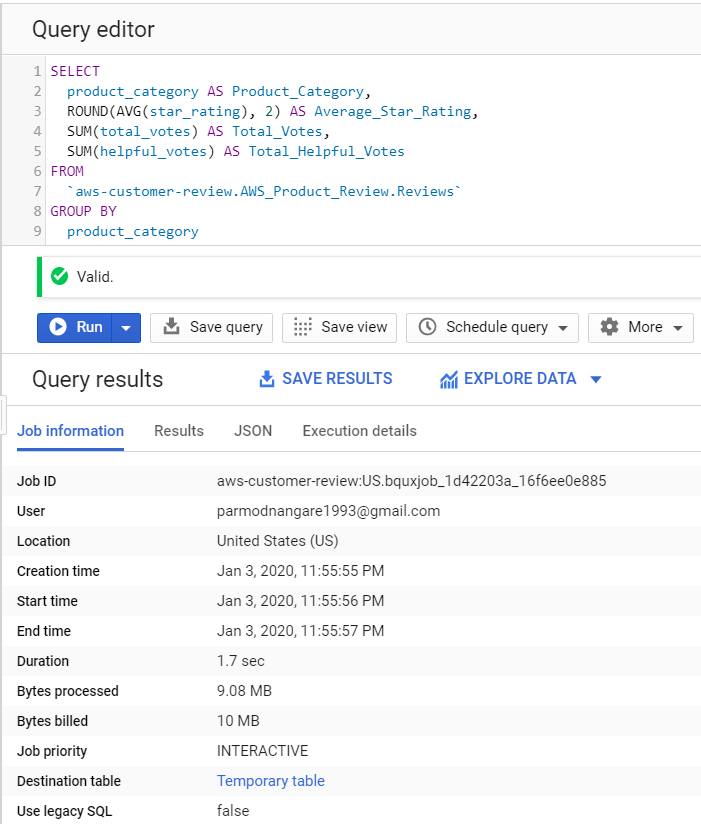 Query editor
1 SELECT
2 product_category AS Product_Category,
3 ROUND(AVG(star_rating), 2) AS Average_Star_Rating,
4 SUM(total_votes) AS Total_Votes,
5 SUM(helpful_votes) AS Total_Helpful_Votes
6 FROM
7 `aws-customer-review.AWS_Product_Review.Reviews`
8 GROUP BY
9 product_category
Valid.
Run Save query Save view Schedule query More
Query results SAVE RESULTS EXPLORE DATA
Job information Results JSON Execution details
Job ID aws-customer-review:US.bquxjob_1d42203a_16f6ee0e885
User parmodnangare1993@gmail.com
Location United States (US)
Creation time Jan 3, 2020, 11:55:55 PM
Start time Jan 3, 2020, 11:55:56 PM
End time Jan 3, 2020, 11:55:57 PM
Duration 1.7 sec
Bytes processed 9.08 MB
Bytes billed 10 MB
Job priority INTERACTIVE
Destination table Temporary table
Use legacy SQL false